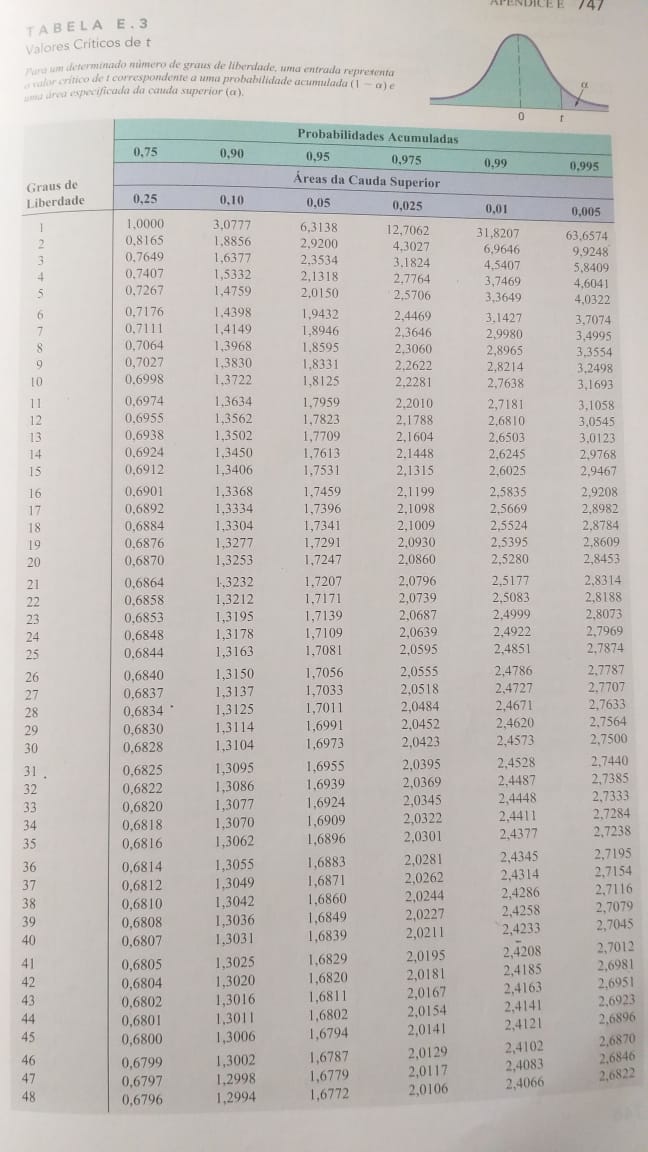 APÊNDICE E 747
TABELA E.3
Valores Críticos de t
Para um determinado número de graus de liberdade, uma entrada representa
o valor crítico de t correspondente a uma probabilidade acumulada (1 − α) e
uma área especificada da cauda superior (α).
α
0 t
Probabilidades Acumuladas
0,75 0,90 0,95 0,975 0,99 0,995
Áreas da Cauda Superior
Graus de
Liberdade 0,25 0,10 0,05 0,025 0,01 0,005
1 1,0000 3,0777 6,3138 12,7062 31,8207 63,6574
2 0,8165 1,8856 2,9200 4,3027 6,9646 9,9248
3 0,7649 1,6377 2,3534 3,1824 4,5407 5,8409
4 0,7407 1,5332 2,1318 2,7764 3,7469 4,6041
5 0,7267 1,4759 2,0150 2,5706 3,3649 4,0322
6 0,7176 1,4398 1,9432 2,4469 3,1427 3,7074
7 0,7111 1,4149 1,8946 2,3646 2,9980 3,4995
8 0,7064 1,3968 1,8595 2,3060 2,8965 3,3554
9 0,7027 1,3830 1,8331 2,2622 2,8214 3,2498
10 0,6998 1,3722 1,8125 2,2281 2,7638 3,1693
11 0,6974 1,3634 1,7959 2,2010 2,7181 3,1058
12 0,6955 1,3562 1,7823 2,1788 2,6810 3,0545
13 0,6938 1,3502 1,7709 2,1604 2,6503 3,0123
14 0,6924 1,3450 1,7613 2,1448 2,6245 2,9768
15 0,6912 1,3406 1,7531 2,1315 2,6025 2,9467
16 0,6901 1,3368 1,7459 2,1199 2,5835 2,9208
17 0,6892 1,3334 1,7396 2,1098 2,5669 2,8982
18 0,6884 1,3304 1,7341 2,1009 2,5524 2,8784
19 0,6876 1,3277 1,7291 2,0930 2,5395 2,8609
20 0,6870 1,3253 1,7247 2,0860 2,5280 2,8453
21 0,6864 1,3232 1,7207 2,0796 2,5177 2,8314
22 0,6858 1,3212 1,7171 2,0739 2,5083 2,8188
23 0,6853 1,3195 1,7139 2,0687 2,4999 2,8073
24 0,6848 1,3178 1,7109 2,0639 2,4922 2,7969
25 0,6844 1,3163 1,7081 2,0595 2,4851 2,7874
26 0,6840 1,3150 1,7056 2,0555 2,4786 2,7787
27 0,6837 1,3137 1,7033 2,0518 2,4727 2,7707
28 0,6834 1,3125 1,7011 2,0484 2,4671 2,7633
29 0,6830 1,3114 1,6991 2,0452 2,4620 2,7564
30 0,6828 1,3104 1,6973 2,0423 2,4573 2,7500
31 0,6825 1,3095 1,6955 2,0395 2,4528 2,7440
32 0,6822 1,3086 1,6939 2,0369 2,4487 2,7385
33 0,6820 1,3077 1,6924 2,0345 2,4448 2,7333
34 0,6818 1,3070 1,6909 2,0322 2,4411 2,7284
35 0,6816 1,3062 1,6896 2,0301 2,4377 2,7238
36 0,6814 1,3055 1,6883 2,0281 2,4345 2,7195
37 0,6812 1,3049 1,6871 2,0262 2,4314 2,7154
38 0,6810 1,3042 1,6860 2,0244 2,4286 2,7116
39 0,6808 1,3036 1,6849 2,0227 2,4258 2,7079
40 0,6807 1,3031 1,6839 2,0211 2,4233 2,7045
41 0,6805 1,3025 1,6829 2,0195 2,4208 2,7012
42 0,6804 1,3020 1,6820 2,0181 2,4185 2,6981
43 0,6802 1,3016 1,6811 2,0167 2,4163 2,6951
44 0,6801 1,3011 1,6802 2,0154 2,4141 2,6923
45 0,6800 1,3006 1,6794 2,0141 2,4121 2,6896
46 0,6799 1,3002 1,6787 2,0129 2,4102 2,6870
47 0,6797 1,2998 1,6779 2,0117 2,4083 2,6846
48 0,6796 1,2994 1,6772 2,0106 2,4066 2,6822